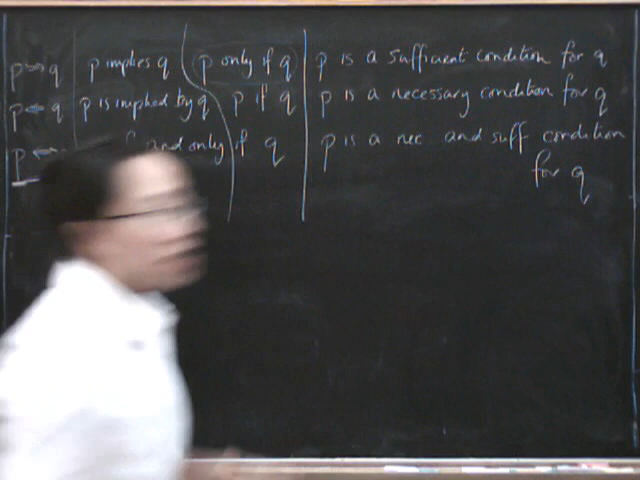 p ⇒ q p implies q p only if q p is a sufficient condition for q
p ⇐ q p is implied by q p if q p is a necessary condition for q
p and only if q p is a nec and suff condition
for q